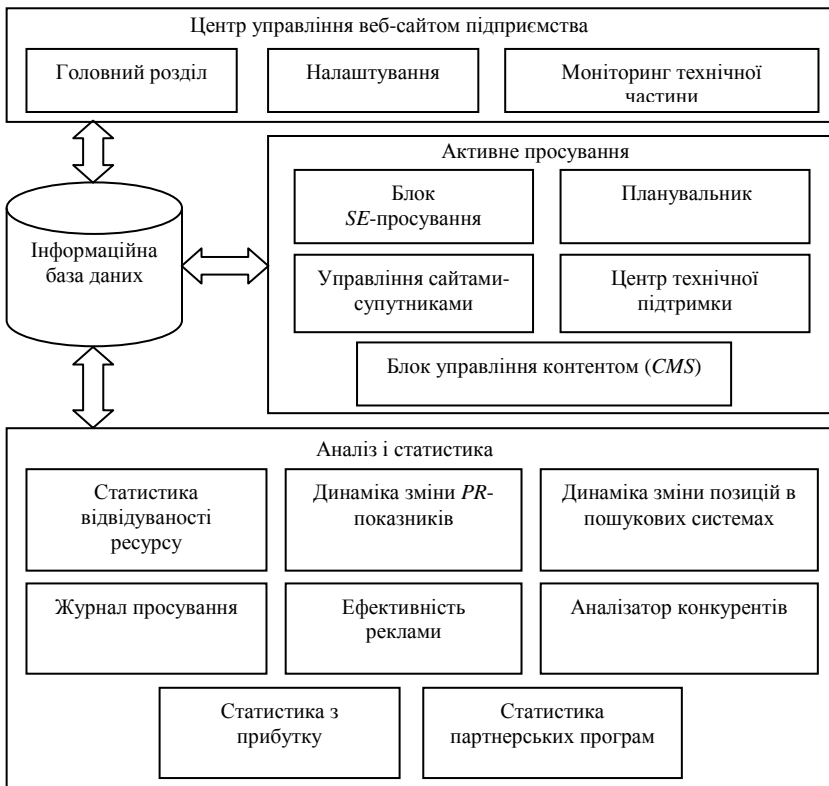 Центр управління веб-сайтом підприємства
Головний розділ
Налаштування
Моніторинг технічної
частини
Активне просування
Блок
SE-просування
Планувальник
Інформаційна
база даних
Управління сайтами-
супутниками
Центр технічної
підтримки
Блок управління контентом (CMS)
Аналіз і статистика
Статистика
відвідуваності
ресурсу
Динаміка зміни PR-
показників
Динаміка зміни позицій в
пошукових системах
Журнал просування
Ефективність
реклами
Аналізатор конкурентів
Статистика з
прибутку
Статистика
партнерських програм